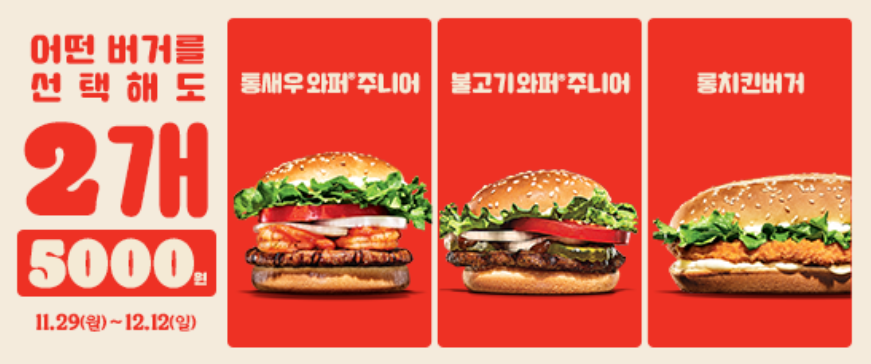 어떤 버거를
선택해도
2개
5000원
11.29(월)~12.12(일)
통새우와퍼®주니어
불고기와퍼®주니어
롱치킨버거